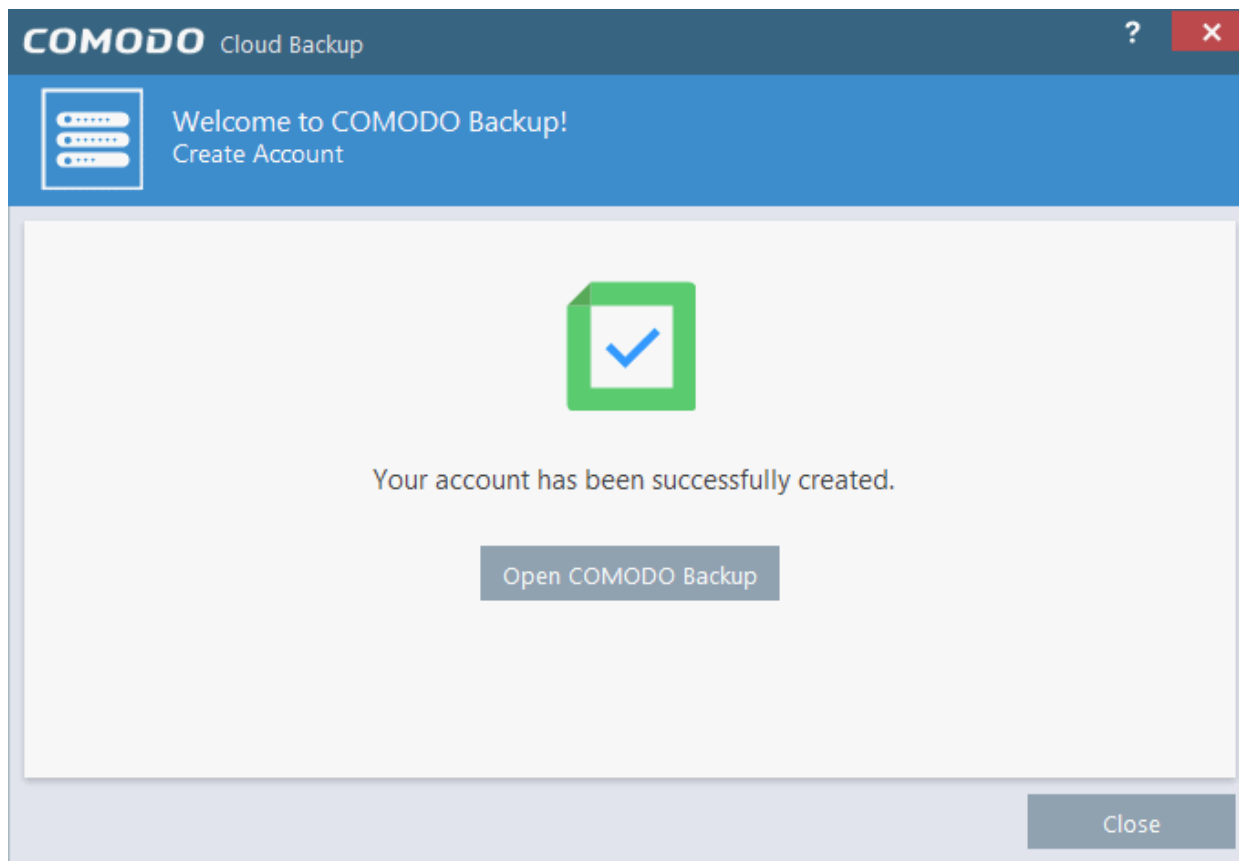 COMODO Cloud Backup ?
Welcome to COMODO Backup!
Create Account
Your account has been successfully created.
Open COMODO Backup
Close